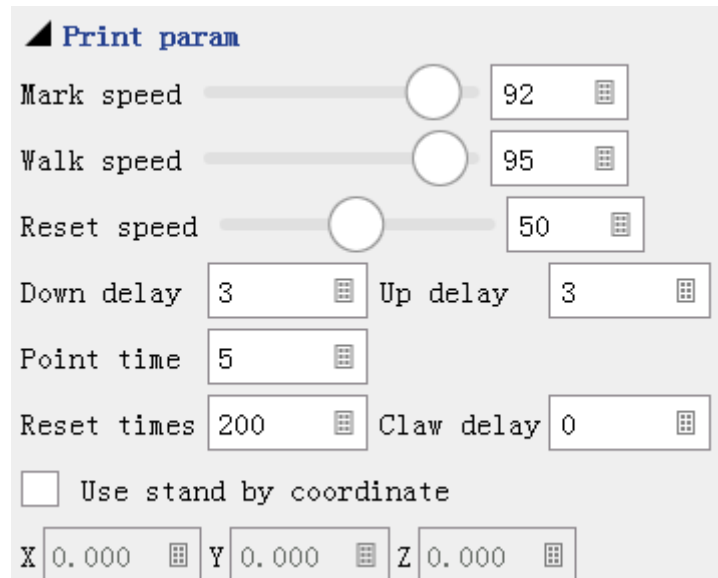 Print param
Mark speed 92
Walk speed 95
Reset speed 50
Down delay 3 Up delay 3
Point time 5
Reset times 200 Claw delay 0
Use stand by coordinate
X 0.000 Y 0.000 Z 0.000